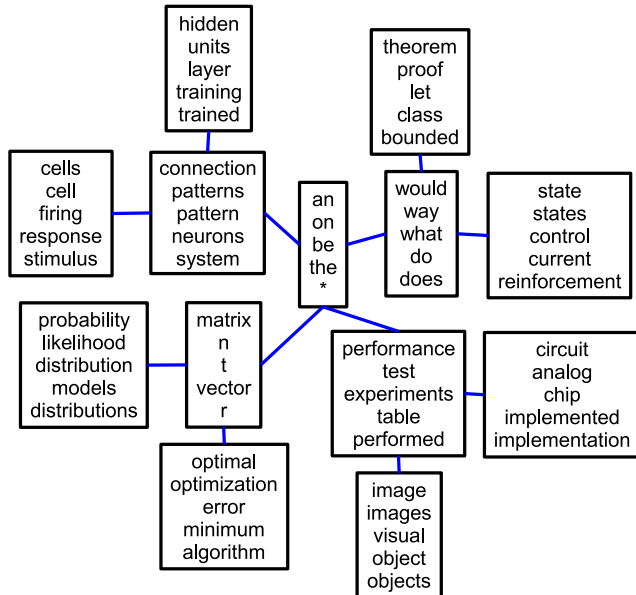 hidden
units
layer
training
trained
theorem
proof
let
class
bounded
cells
cell
firing
response
stimulus
connection
patterns
pattern
neurons
system
an
on
be
the
*
would
way
what
do
does
state
states
control
current
reinforcement
probability
likelihood
distribution
models
distributions
matrix
n
t
vector
r
performance
test
experiments
table
performed
circuit
analog
chip
implemented
implementation
optimal
optimization
error
minimum
algorithm
image
images
visual
object
objects